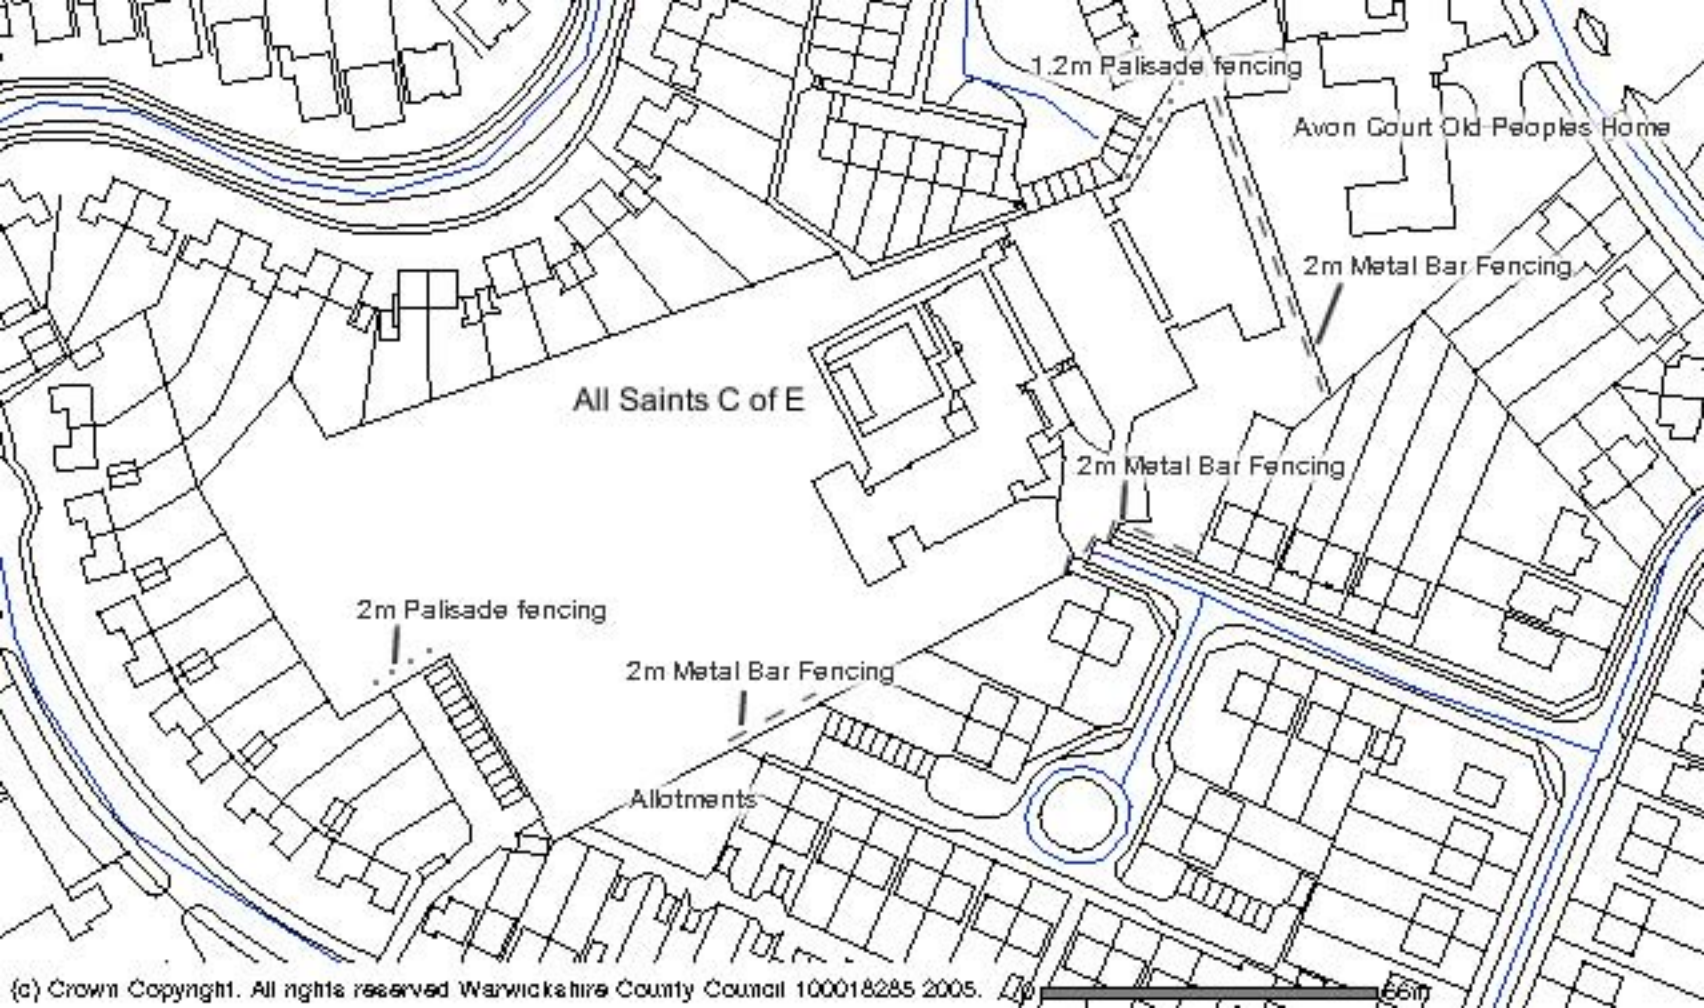 1.2m Palisade fencing
Avon Court Old Peoples Home
2m Metal Bar Fencing
All Saints C of E
2m Metal Bar Fencing
2m Palisade fencing
2m Metal Bar Fencing
Allotments
(c) Crown Copyright. All rights reserved Warwickshire County Council 100018285 2005.
0